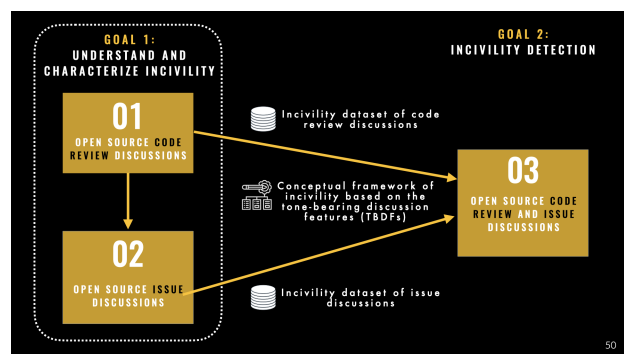 GOAL 1:
UNDERSTAND AND
CHARACTERIZE INCIVILITY
01
OPEN SOURCE CODE
REVIEW DISCUSSIONS
02
OPEN SOURCE ISSUE
DISCUSSIONS
Incivility dataset of code
review discussions
Conceptual framework of
incivility based on the
tone-bearing discussion
features (TBDFs)
Incivility dataset of issue
discussions
GOAL 2:
INCIVILITY DETECTION
03
OPEN SOURCE CODE
REVIEW AND ISSUE
DISCUSSIONS
50